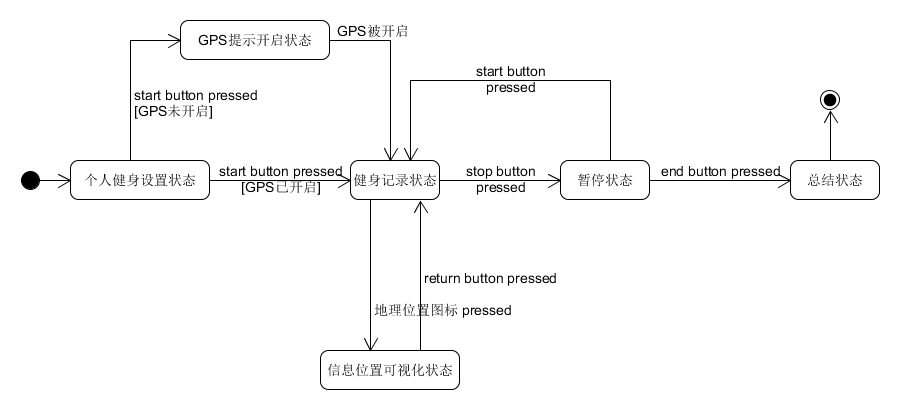 GPS提示开启状态
GPS被开启
start button pressed
[GPS未开启]
start button
pressed
个人健身设置状态
start button pressed
[GPS已开启]
健身记录状态
stop button
pressed
暂停状态
end button pressed
总结状态
return button pressed
地理位置图标 pressed
信息位置可视化状态